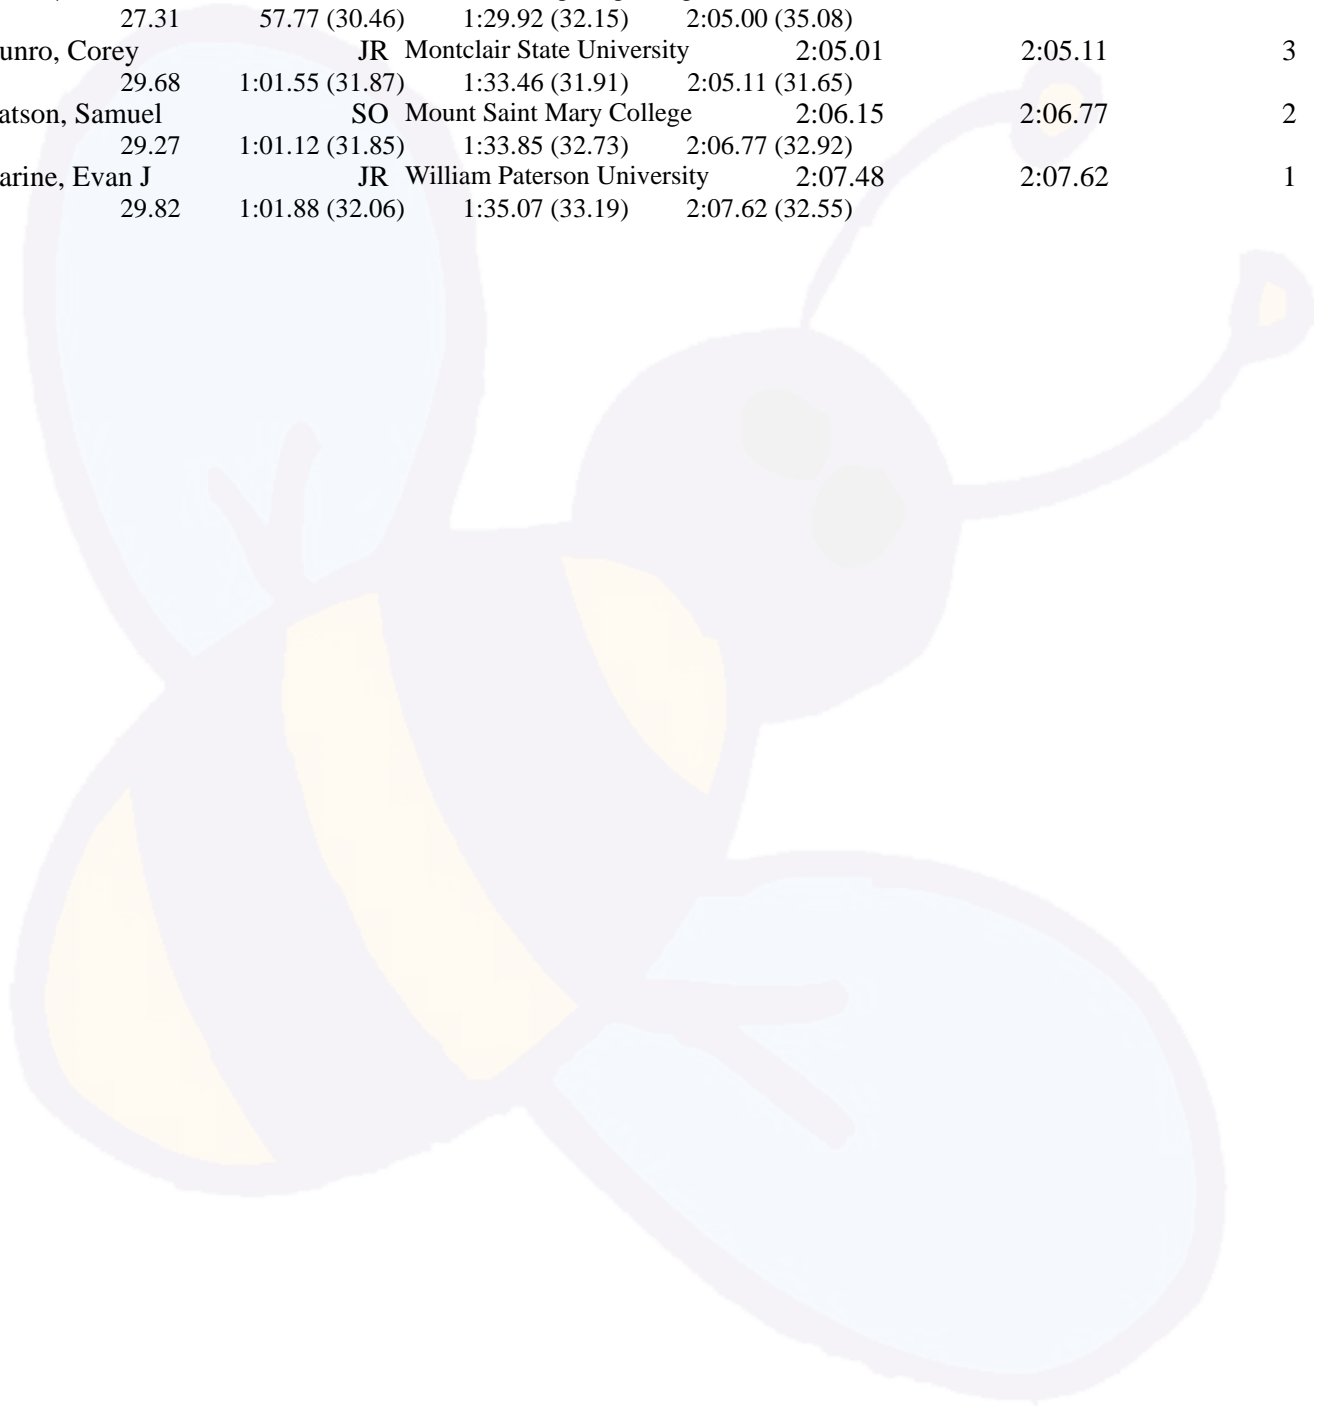 27.31 57.77 (30.46) 1:29.92 (32.15) 2:05.00 (35.08)
unro, Corey JR Montclair State University 2:05.01 2:05.11 3
29.68 1:01.55 (31.87) 1:33.46 (31.91) 2:05.11 (31.65)
atson, Samuel SO Mount Saint Mary College 2:06.15 2:06.77 2
29.27 1:01.12 (31.85) 1:33.85 (32.73) 2:06.77 (32.92)
arine, Evan J JR William Paterson University 2:07.48 2:07.62 1
29.82 1:01.88 (32.06) 1:35.07 (33.19) 2:07.62 (32.55)